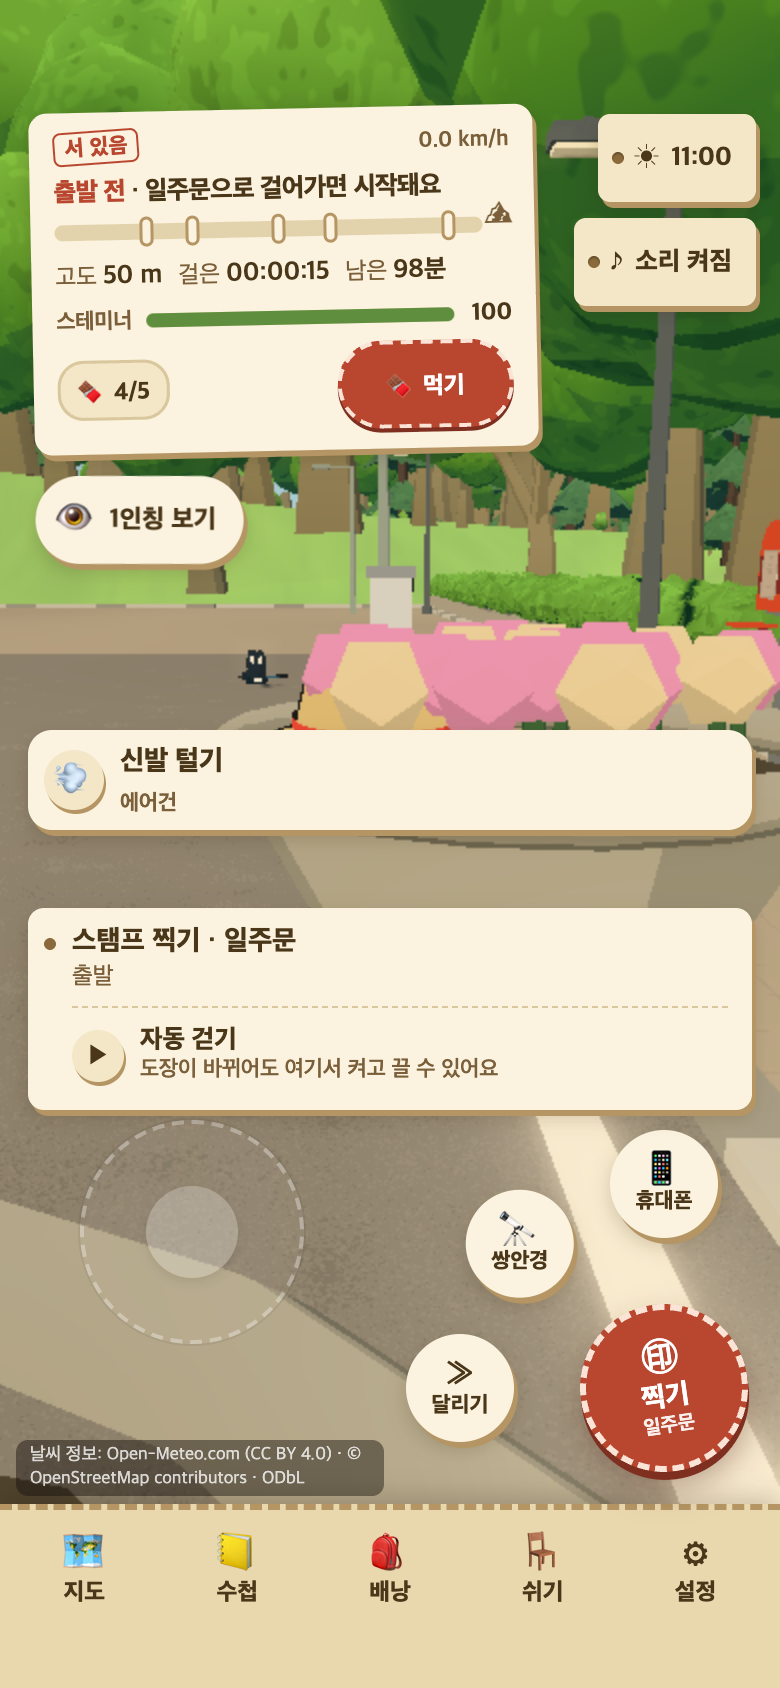 서 있음
0.0 km/h
출발 전 · 일주문으로 걸어가면 시작돼요
고도 50 m 걸은 00:00:15 남은 98분
스테미너 100
4/5
먹기
11:00
♪ 소리 켜짐
1인칭 보기
신발 털기
에어건
스탬프 찍기 · 일주문
출발
자동 걷기
도장이 바뀌어도 여기서 켜고 끌 수 있어요
휴대폰
쌍안경
달리기
印
찍기
일주문
날씨 정보: Open-Meteo.com (CC BY 4.0) · ©
OpenStreetMap contributors · ODbL
지도
수첩
배낭
쉬기
설정